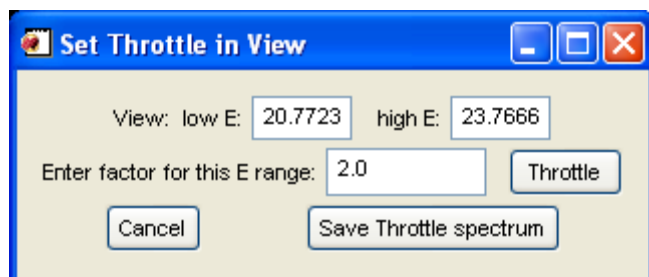 Set Throttle in View
View: low E: 20.7723 high E: 23.7666
Enter factor for this E range: 2.0 Throttle
Cancel Save Throttle spectrum